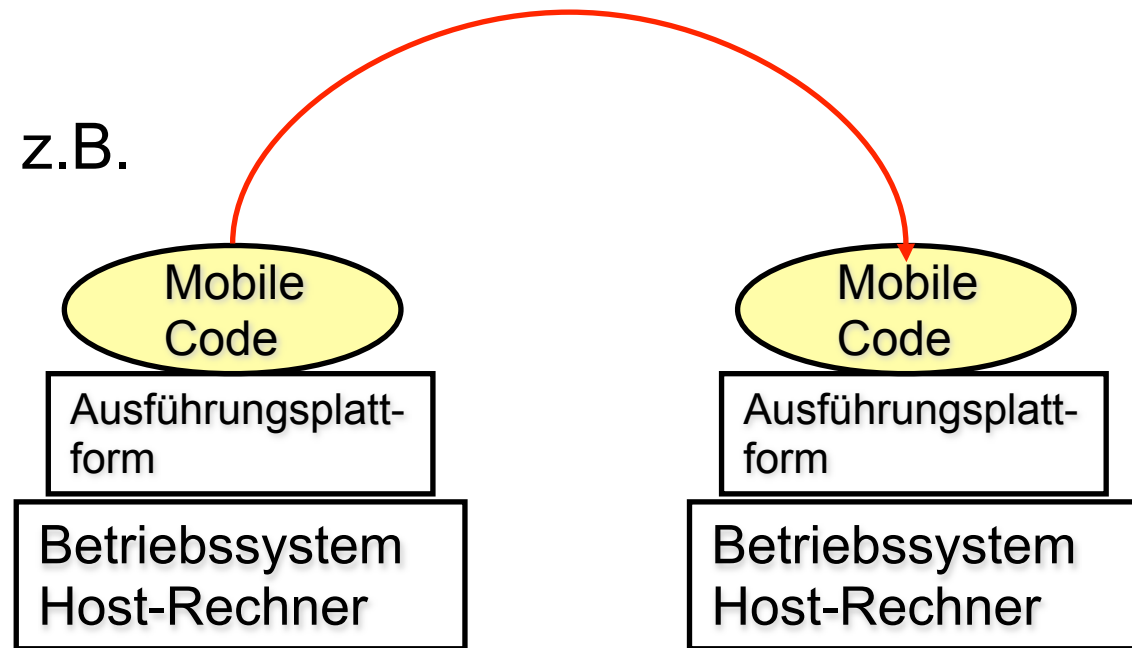 z.B.
Mobile
Code
Ausführungsplatt-
form
Betriebssystem
Host-Rechner
Mobile
Code
Ausführungsplatt-
form
Betriebssystem
Host-Rechner